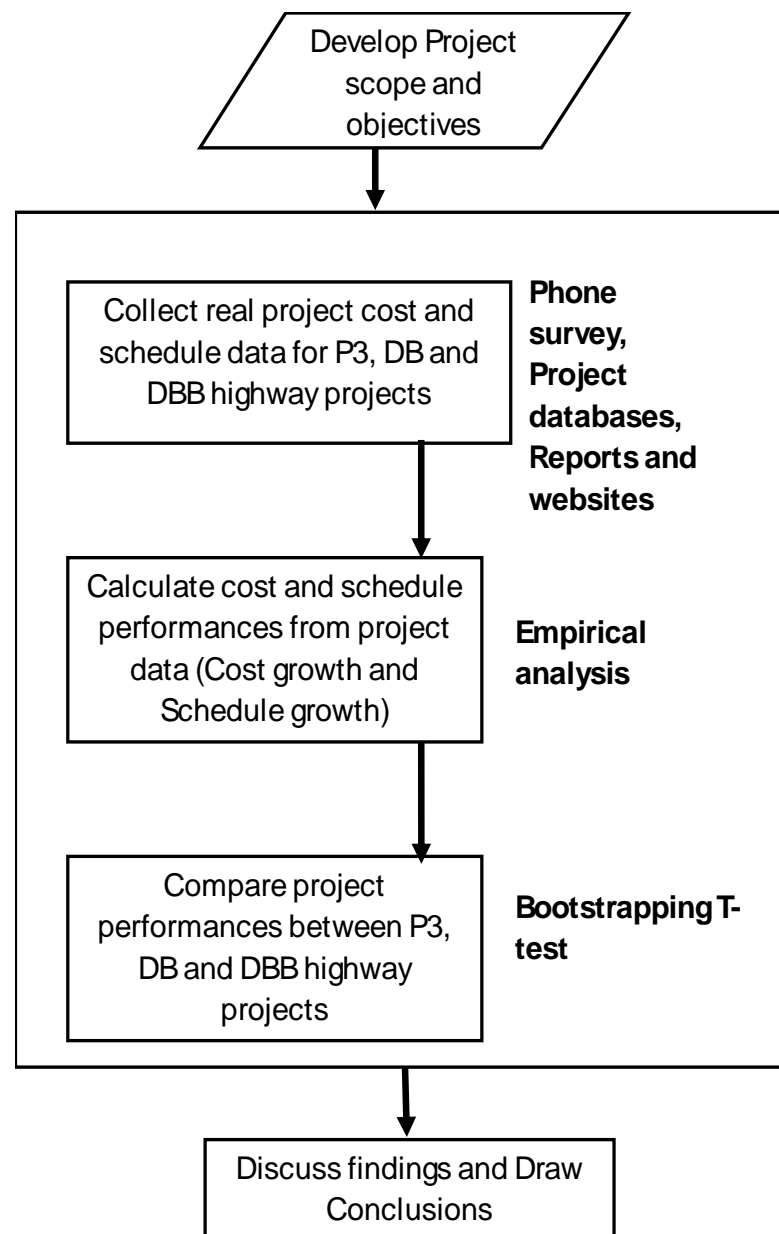 Develop Project
scope and
objectives
Collect real project cost and
schedule data for P3, DB and
DBB highway projects
Phone
survey,
Project
databases,
Reports and
websites
Calculate cost and schedule
performances from project
data (Cost growth and
Schedule growth)
Empirical
analysis
Compare project
performances between P3,
DB and DBB highway
projects
Bootstrapping T-
test
Discuss findings and Draw
Conclusions